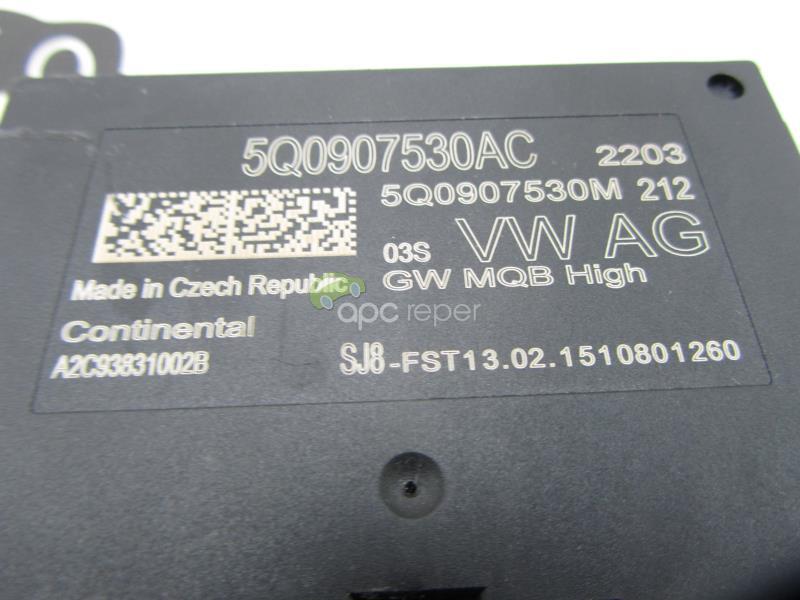 5Q0907530AC 2203
5Q0907530M 212
03S VW AG
GW MQB High
Made in Czech Republic
apc reper
Continental
A2C93831002B
SJ8-FST13.02.1510801260